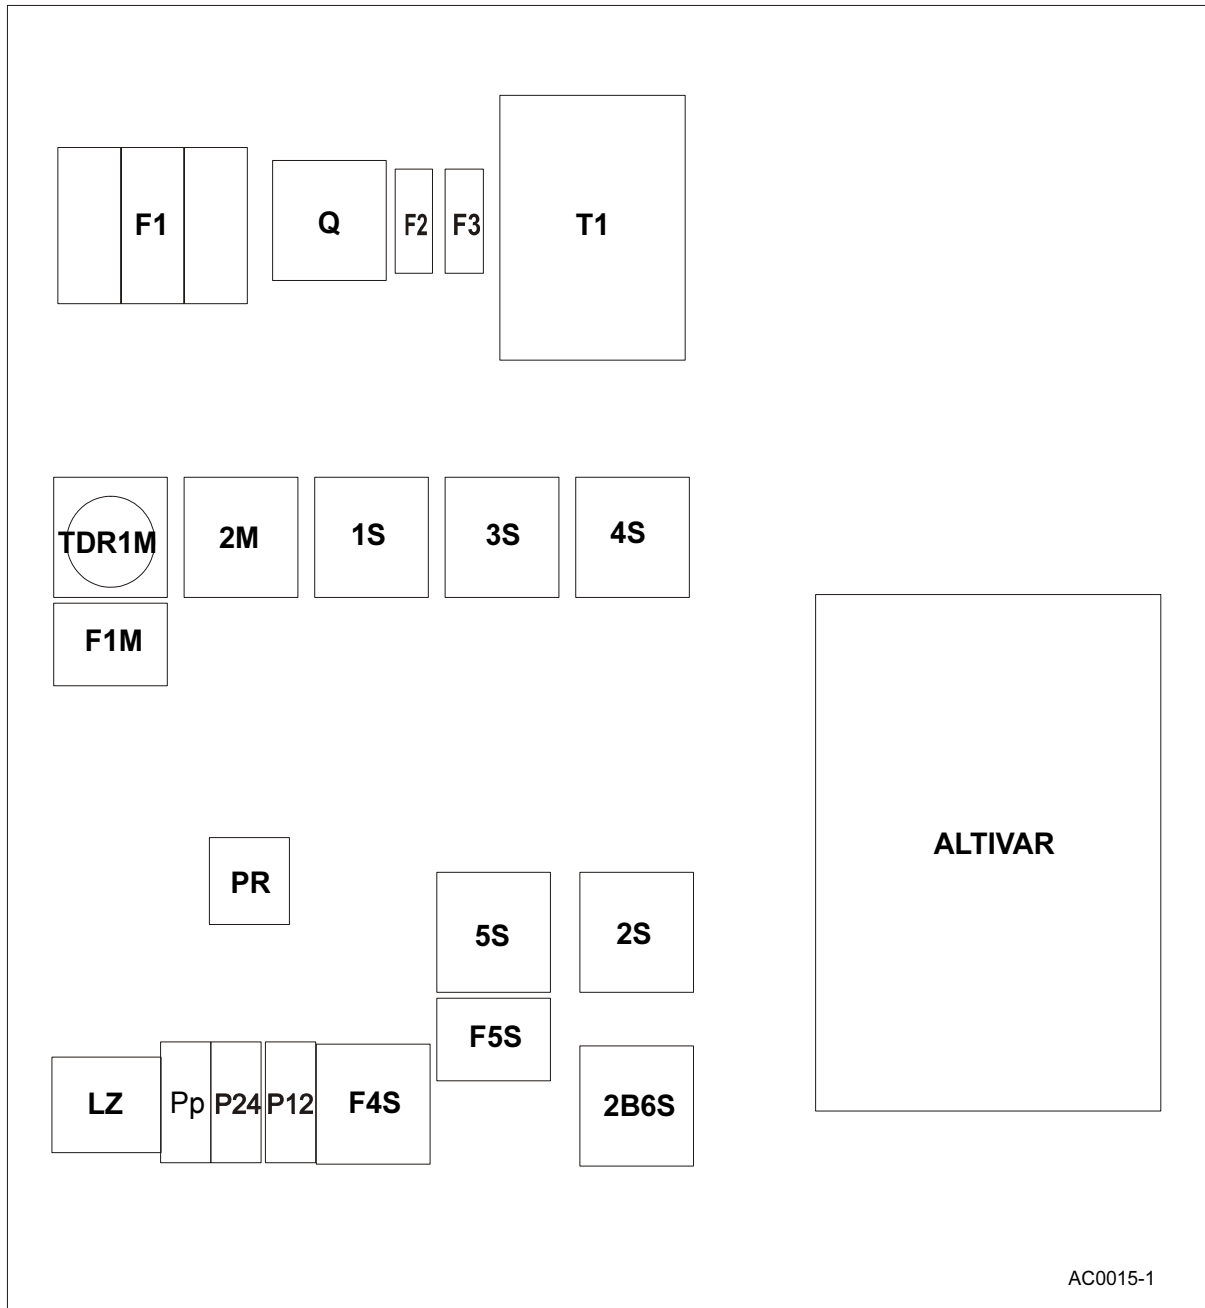 F1 Q F2 F3 T1
TDR1M 2M 1S 3S 4S
F1M
ALTIVAR
PR
5S 2S
F5S
LZ Pp P24 P12 F4S 2B6S
AC0015-1